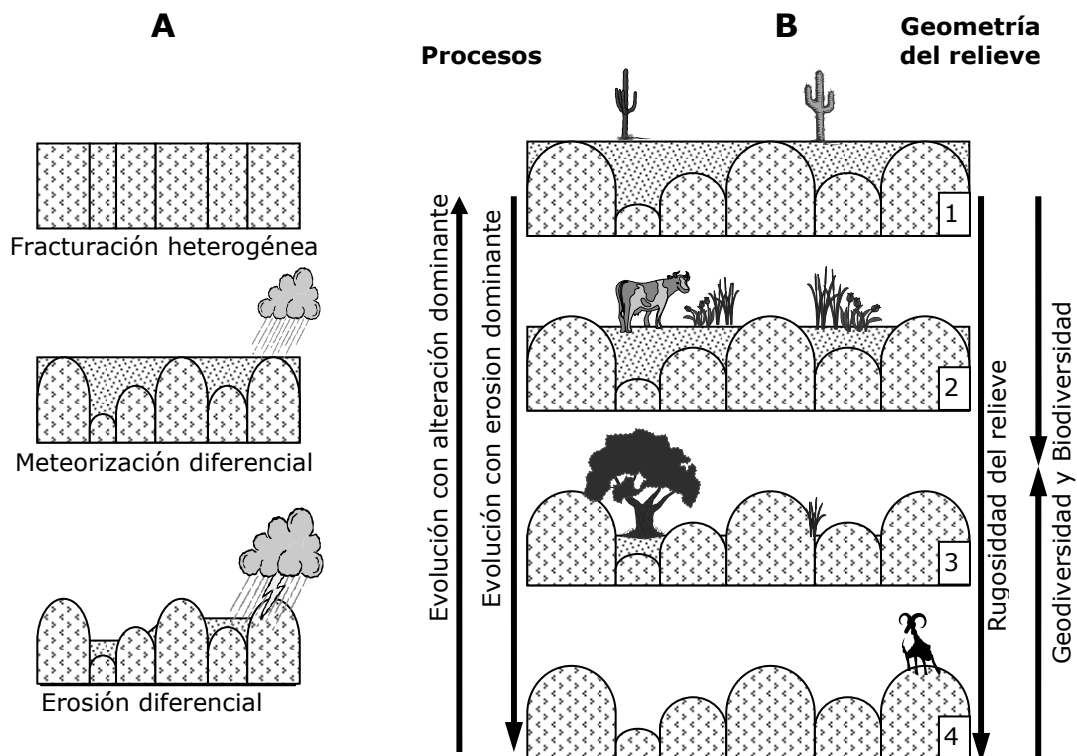 A
Fracturación heterogénea
Meteorización diferencial
Erosión diferencial
B
Procesos
Geometría
del relieve
Evolución con alteración dominante
Evolución con erosion dominante
1
2
3
4
Rugosiddad del relieve
Geodiversidad y Biodiversidad